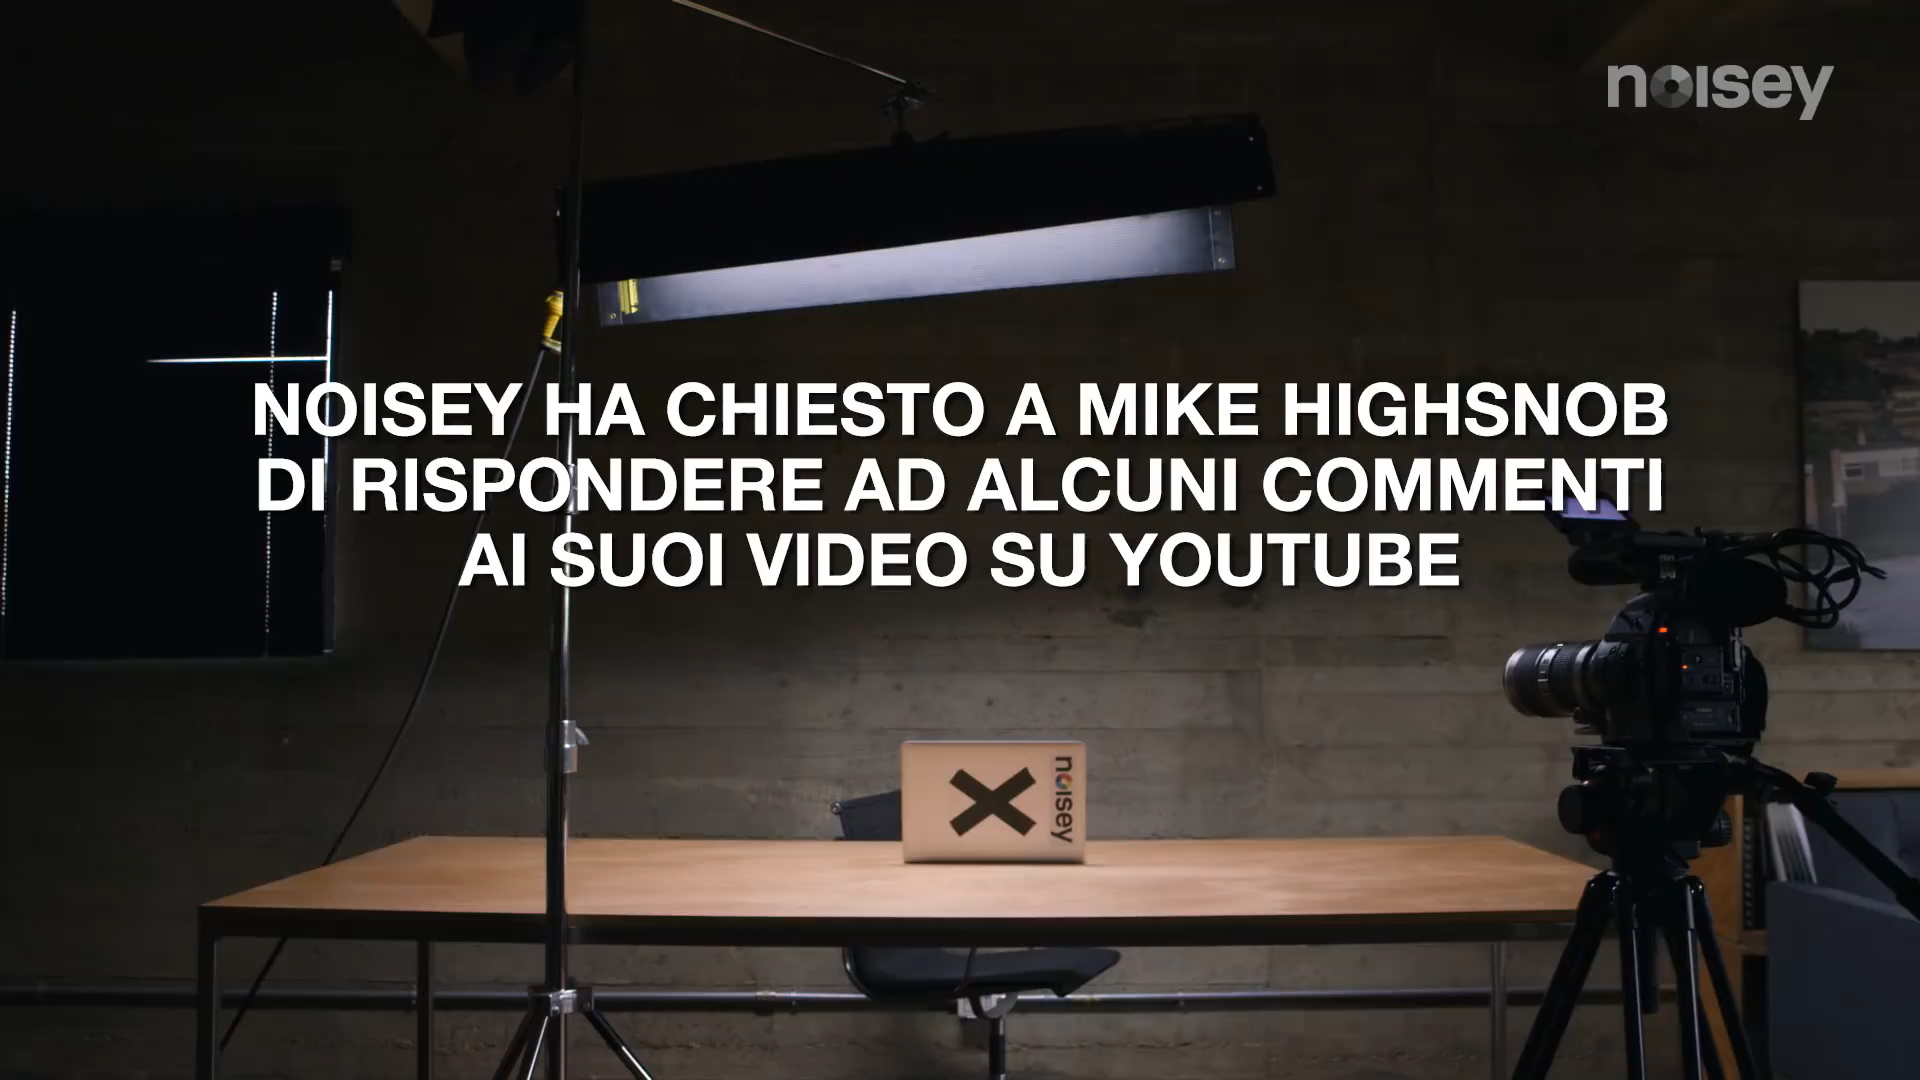 noisey
NOISEY HA CHIESTO A MIKE HIGHSNOB
DI RISPONDERE AD ALCUNI COMMENTI
AI SUOI VIDEO SU YOUTUBE
noisey